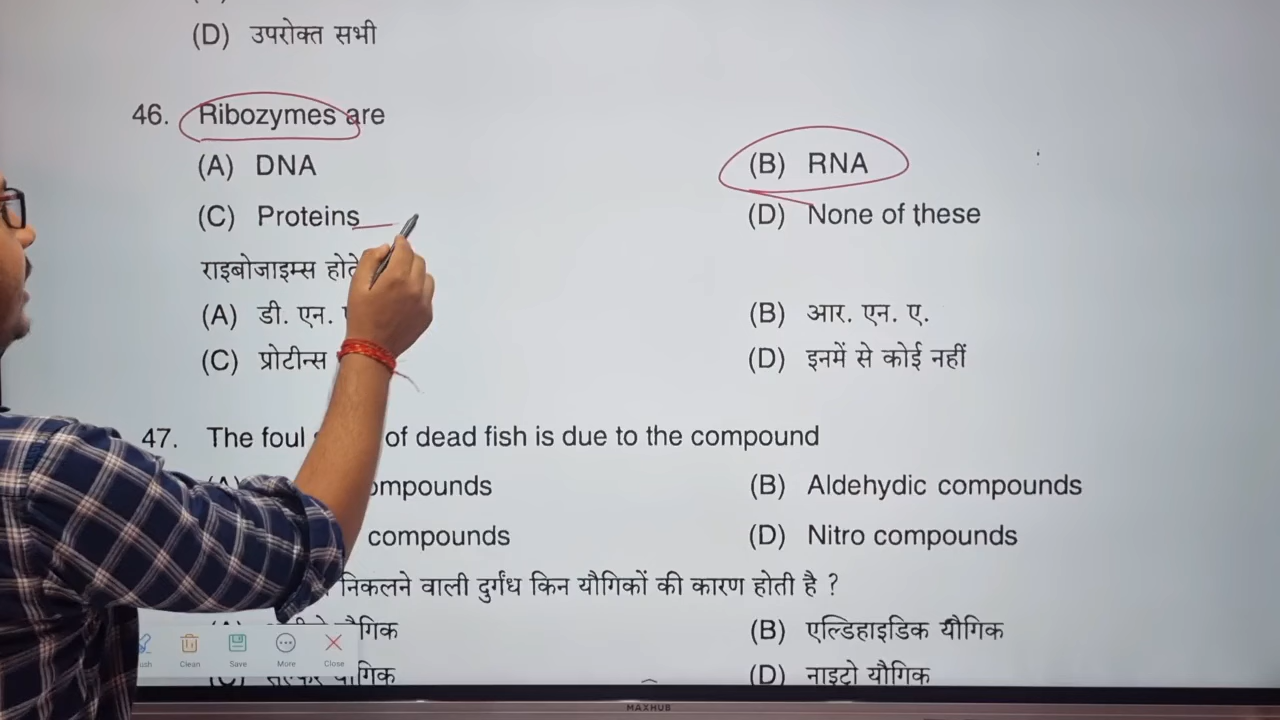 (D) उपरोक्त सभी
46. Ribozymes are
(A) DNA (B) RNA
(C) Proteins (D) None of these
राइबोजाइम्स होते
(A) डी. एन. (B) आर. एन. ए.
(C) प्रोटीन्स (D) इनमें से कोई नहीं
47. The foul of dead fish is due to the compound
compounds (B) Aldehydic compounds
compounds (D) Nitro compounds
निकलने वाली दुर्गंध किन यौगिकों की कारण होती है ?
(B) एल्डिहाइडिक यौगिक
(D) नाइट्रो यौगिक
Clean Save More Close
MAXHUB